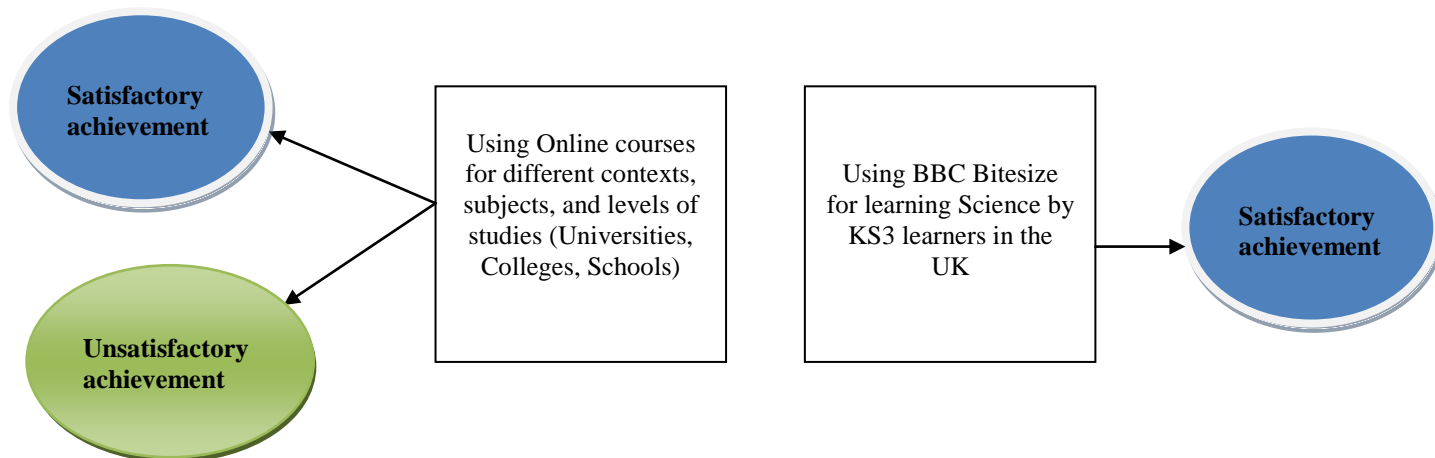 Satisfactory
achievement
Unsatisfactory
achievement
Using Online courses
for different contexts,
subjects, and levels of
studies (Universities,
Colleges, Schools)
Using BBC Bitesize
for learning Science by
KS3 learners in the
UK
Satisfactory
achievement